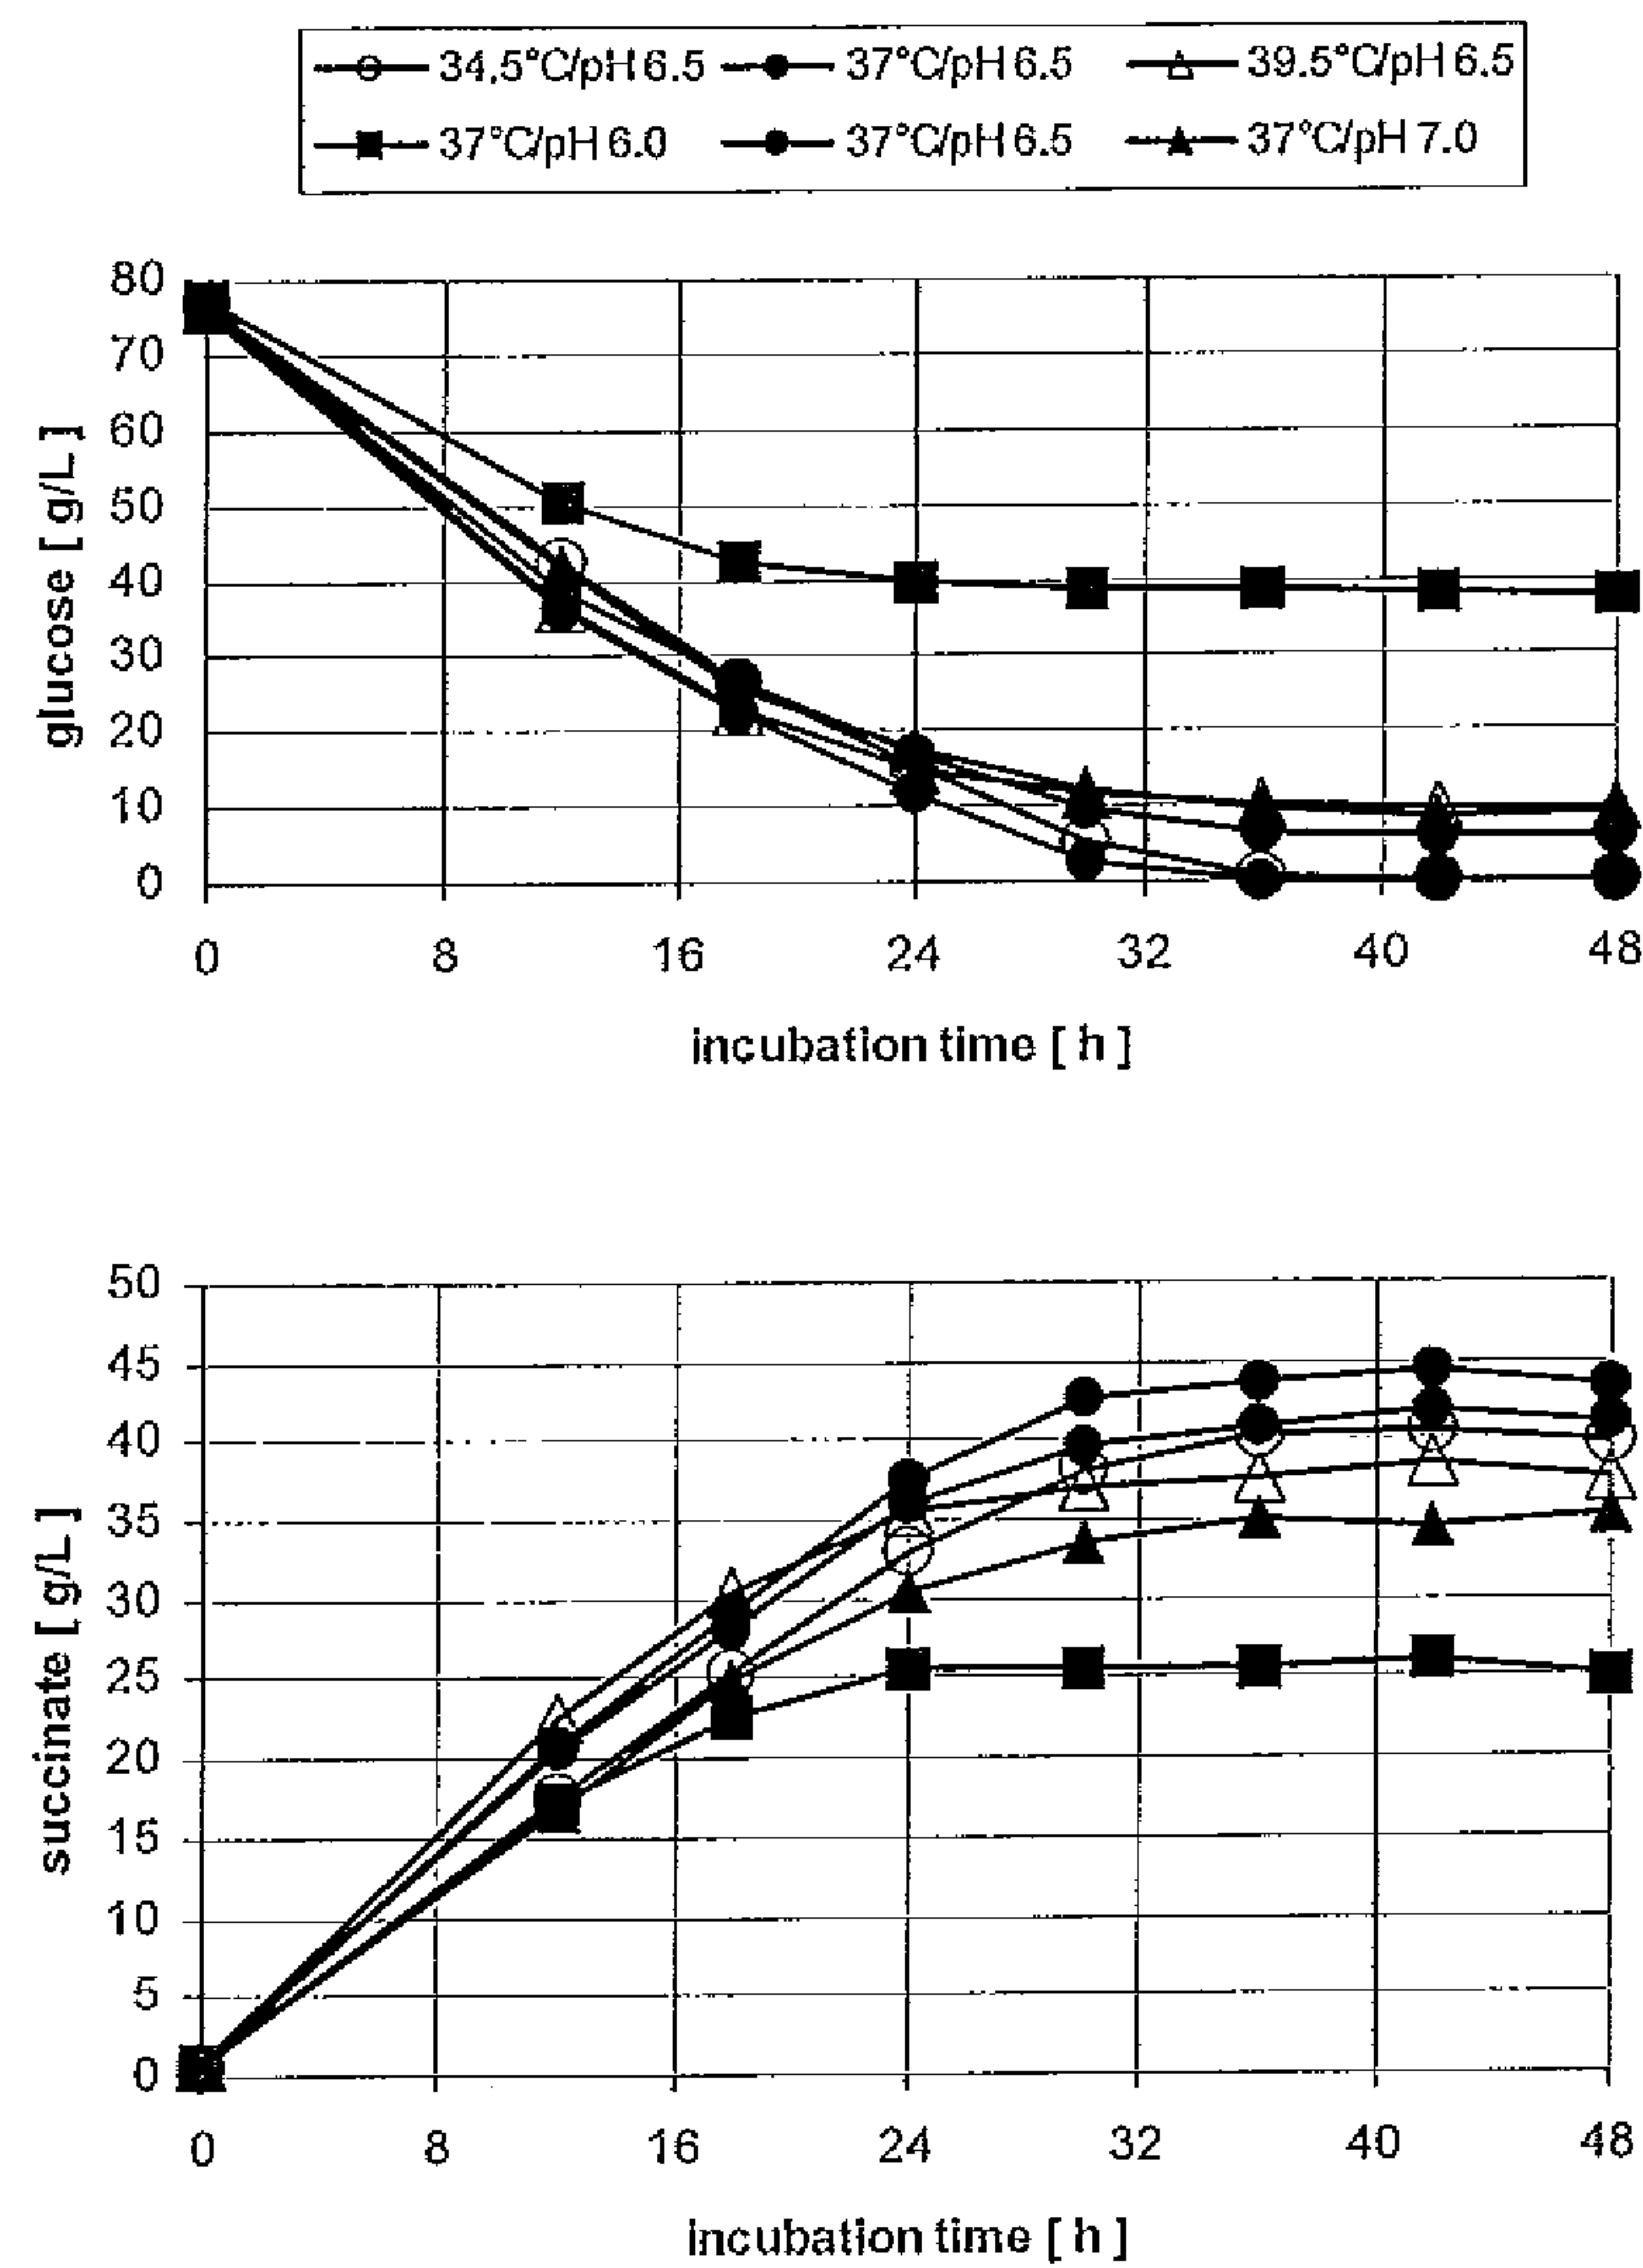 34.5°C/pH 6.5 37°C/pH 6.5 39.5°C/pH 6.5
37°C/pH 6.0 37°C/pH 6.5 37°C/pH 7.0
80
70
60
50
40
30
20
10
0
glucose [ g/L ]
0 8 16 24 32 40 48
incubation time [ h ]
50
45
40
35
30
25
20
15
10
5
0
succinate [ g/L ]
0 8 16 24 32 40 48
incubation time [ h ]